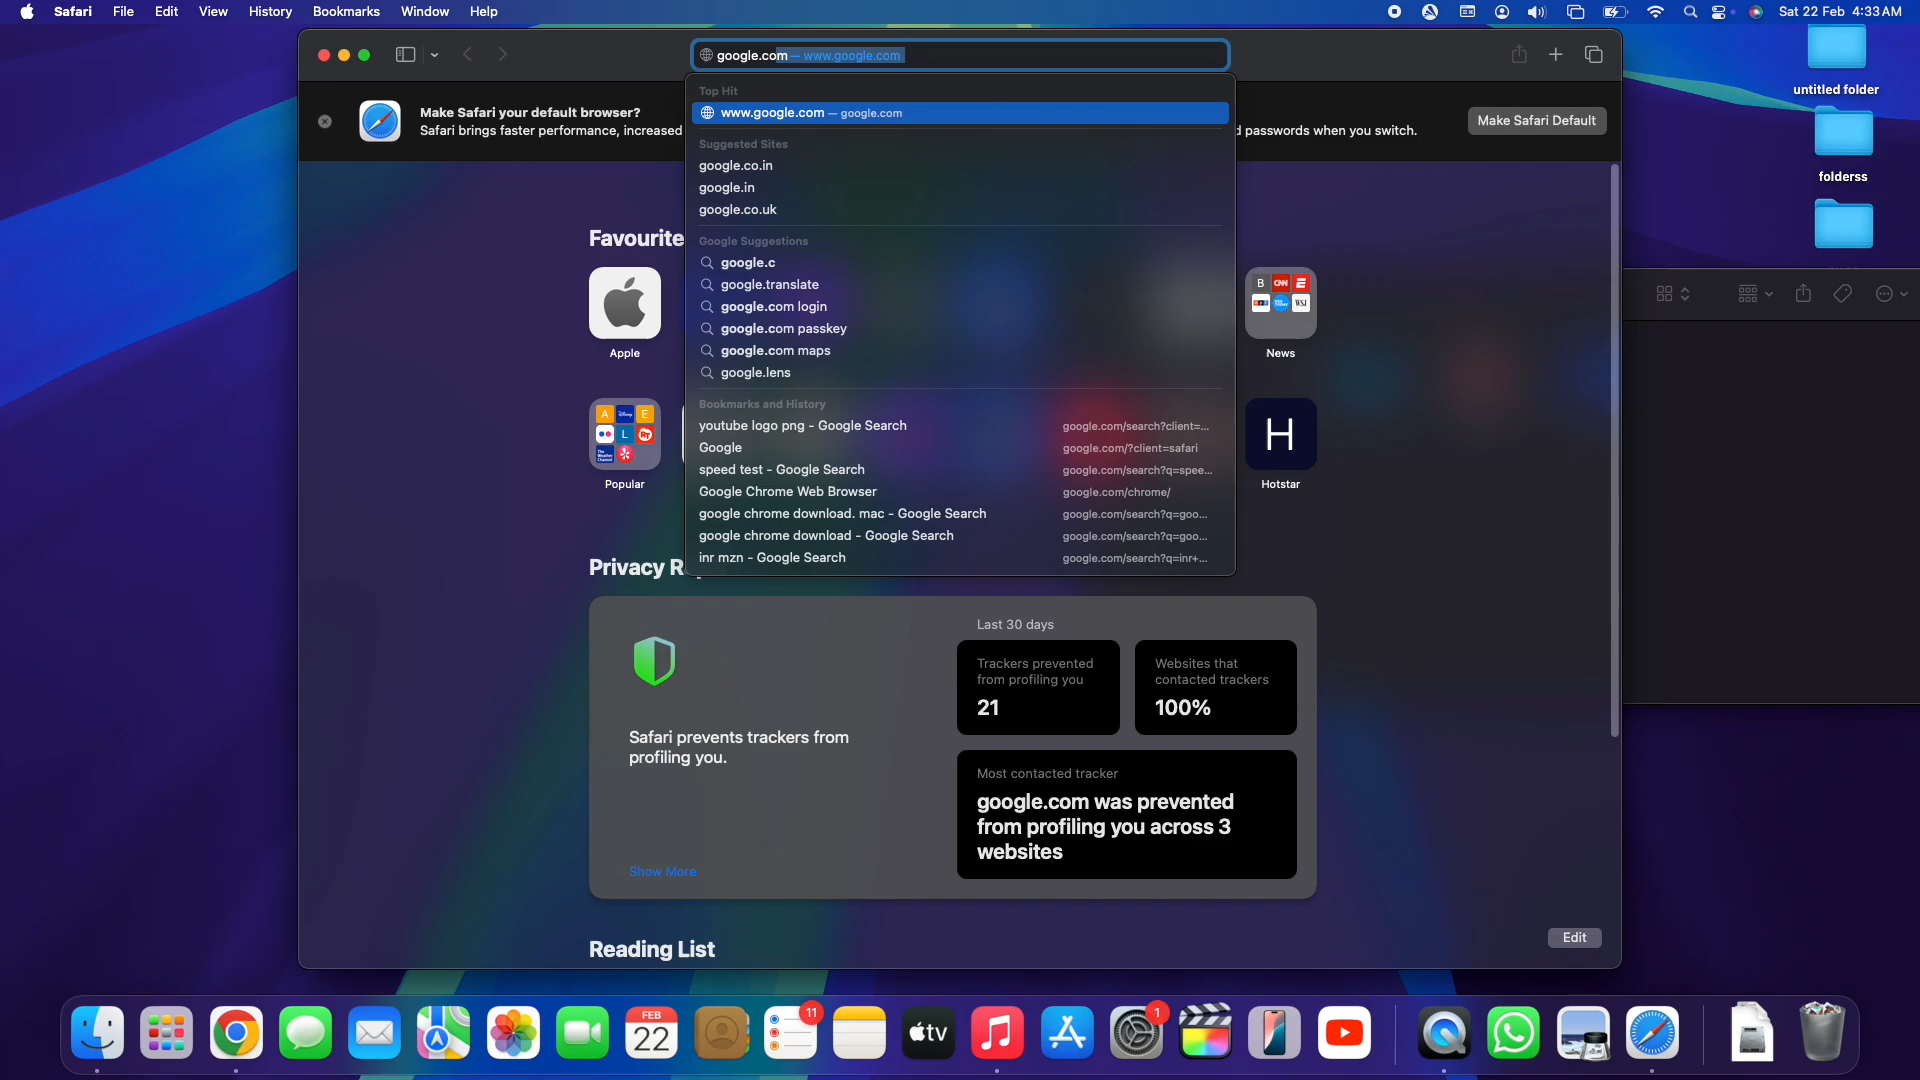 Safari File Edit View History Bookmarks Window Help
Sat 22 Feb 4:33 AM
google.com — www.google.com
Top Hit
www.google.com — google.com
Suggested Sites
google.co.in
google.in
google.co.uk
Google Suggestions
google.c
google.translate
google.com login
google.com passkey
google.com maps
google.lens
Bookmarks and History
youtube logo png - Google Search google.com/search?client=...
Google google.com/?client=safari
speed test - Google Search google.com/search?q=spee...
Google Chrome Web Browser google.com/chrome/
google chrome download. mac - Google Search google.com/search?q=goo...
google chrome download - Google Search google.com/search?q=goo...
inr mzn - Google Search google.com/search?q=inr+...
Make Safari your default browser?
Safari brings faster performance, increased
d passwords when you switch.
Make Safari Default
untitled folder
folderss
Favourite
Apple
B CNN E
WSJ
News
A Disney E
L
Popular
H
Hotstar
Privacy R
Last 30 days
Trackers prevented
from profiling you
21
Websites that
contacted trackers
100%
Safari prevents trackers from
profiling you.
Most contacted tracker
google.com was prevented
from profiling you across 3
websites
Show More
Reading List
Edit
FEB
22
11
tv
1